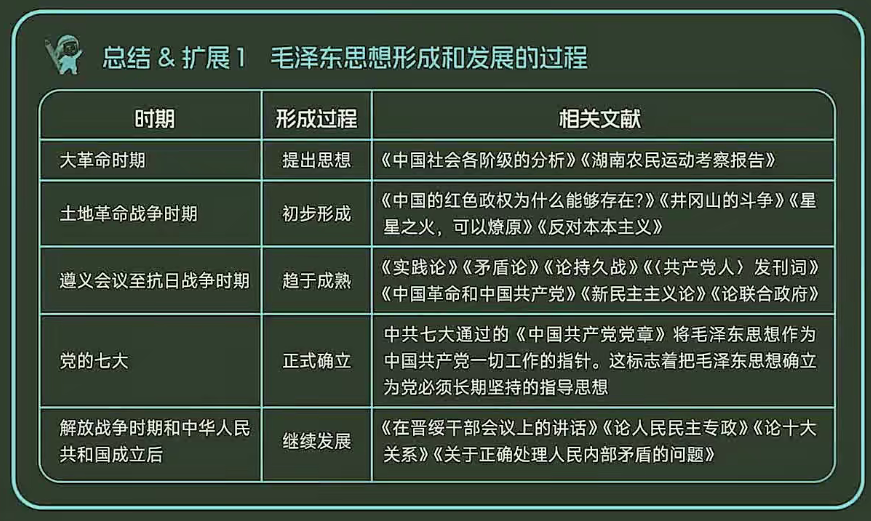 总结 & 扩展1 毛泽东思想形成和发展的过程
时期 形成过程 相关文献
大革命时期 提出思想 《中国社会各阶级的分析》《湖南农民运动考察报告》
土地革命战争时期 初步形成 《中国的红色政权为什么能够存在?》《井冈山的斗争》《星
星之火，可以燎原》《反对本本主义》
遵义会议至抗日战争时期 趋于成熟 《实践论》《矛盾论》《论持久战》《〈共产党人〉发刊词》
《中国革命和中国共产党》《新民主主义论》《论联合政府》
党的七大 正式确立 中共七大通过的《中国共产党党章》将毛泽东思想作为
中国共产党一切工作的指针。这标志着把毛泽东思想确立
为党必须长期坚持的指导思想
解放战争时期和中华人民
共和国成立后 继续发展 《在晋绥干部会议上的讲话》《论人民民主专政》《论十大
关系》《关于正确处理人民内部矛盾的问题》